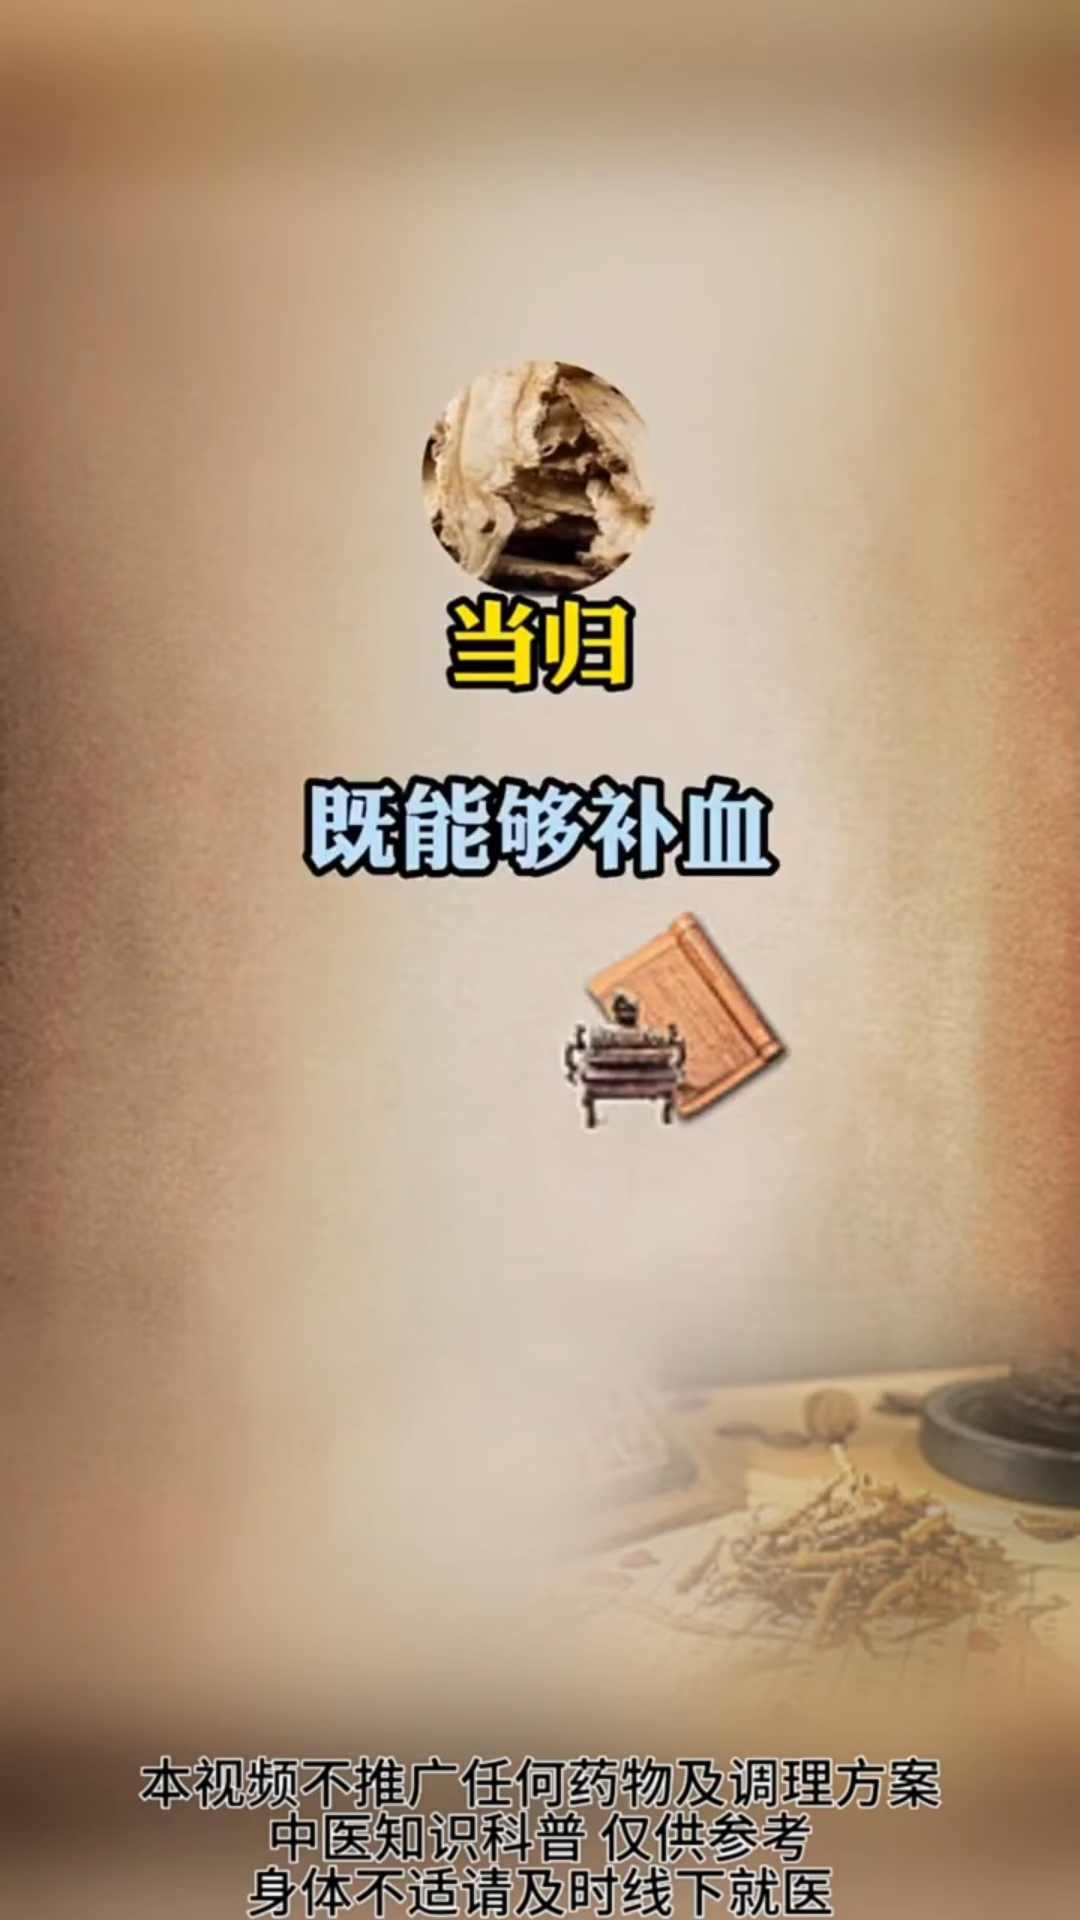 当归
既能够补血
本视频不推广任何药物及调理方案
中医知识科普 仅供参考
身体不适请及时线下就医